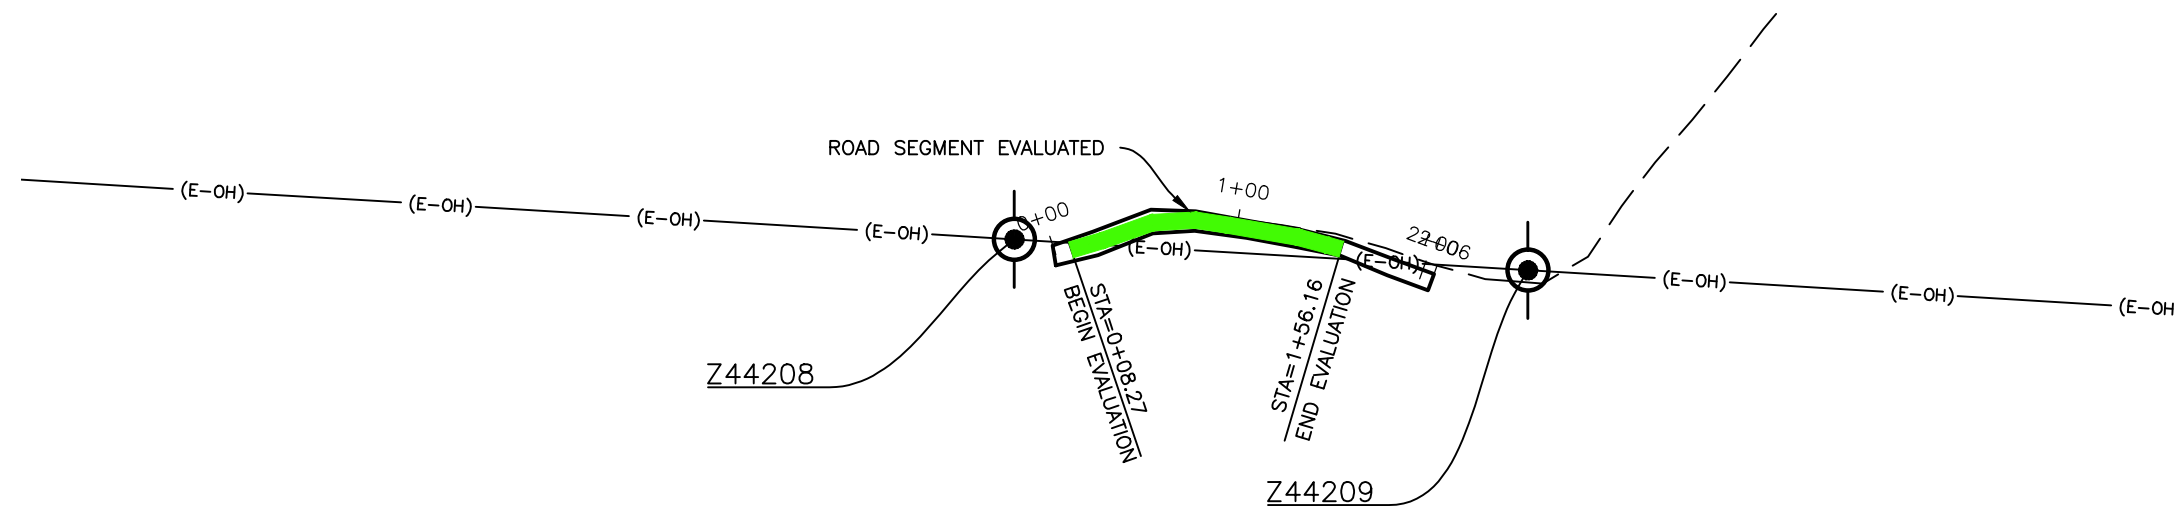 ROAD SEGMENT EVALUATED
1+00
0+00
(E-OH)
(E-OH)
(E-OH)
(E-OH)
(E-OH)
(E-OH)
(E-OH)
(E-OH)
(E-OH
STA=0+08.27
BEGIN EVALUATION
STA=1+56.16
END EVALUATION
Z44208
Z44209